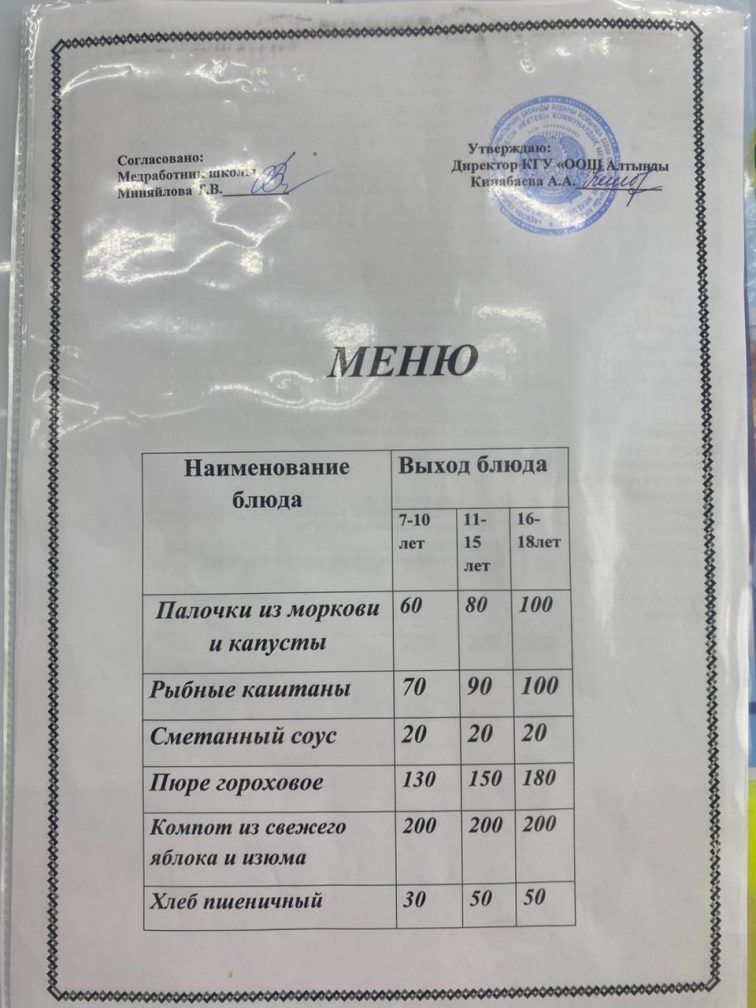 Согласовано:
Медработник школы
Миняйлова Т.В.
Утверждаю:
Директор КГУ «ООШ Алтынды
Кинабаева А.А.
МЕНЮ
Наименование блюда
Выход блюда
7-10 лет
11-15 лет
16-18лет
Палочки из моркови и капусты 60 80 100
Рыбные каштаны 70 90 100
Сметанный соус 20 20 20
Пюре гороховое 130 150 180
Компот из свежего яблока и изюма 200 200 200
Хлеб пшеничный 30 50 50